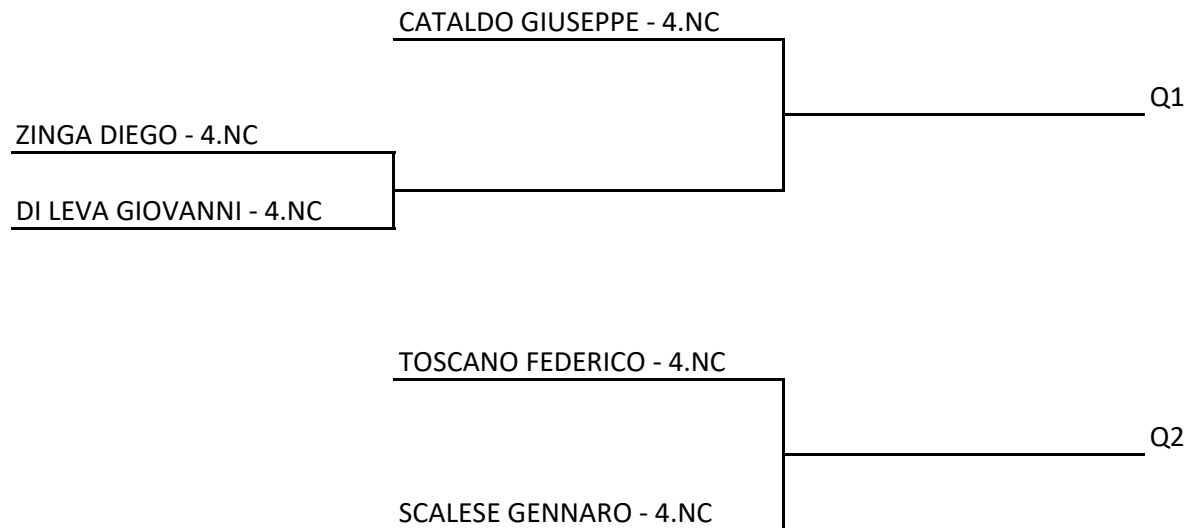 CATALDO GIUSEPPE - 4.NC
Q1
ZINGA DIEGO - 4.NC
DI LEVA GIOVANNI - 4.NC
TOSCANO FEDERICO - 4.NC
Q2
SCALESE GENNARO - 4.NC